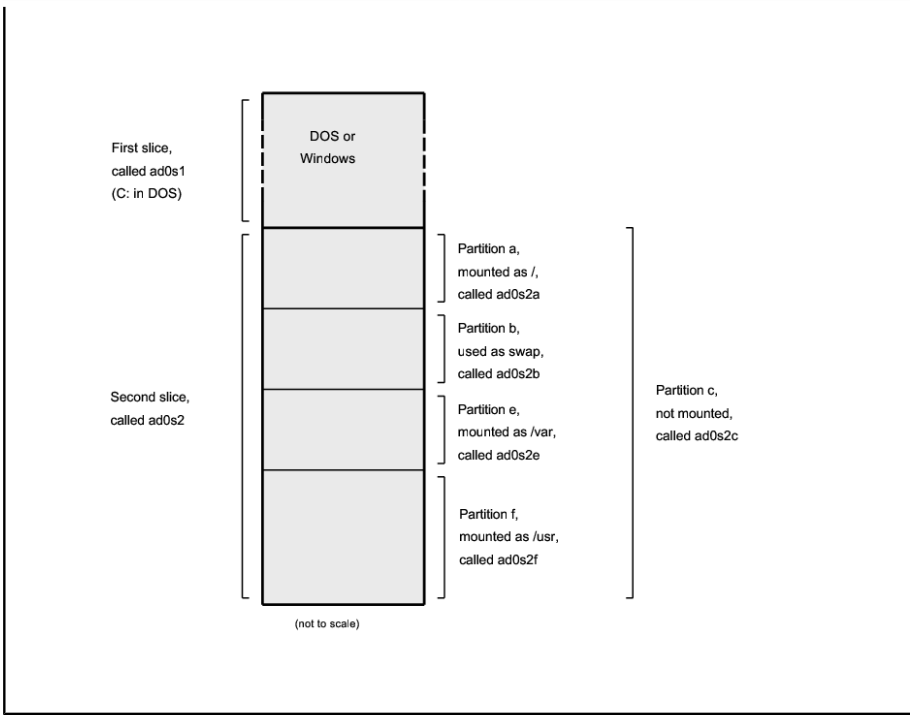 DOS or
Windows
First slice,
called ad0s1
(C: in DOS)
Partition a,
mounted as /,
called ad0s2a
Partition b,
used as swap,
called ad0s2b
Second slice,
called ad0s2
Partition c,
not mounted,
called ad0s2c
Partition e,
mounted as /var,
called ad0s2e
Partition f,
mounted as /usr,
called ad0s2f
(not to scale)